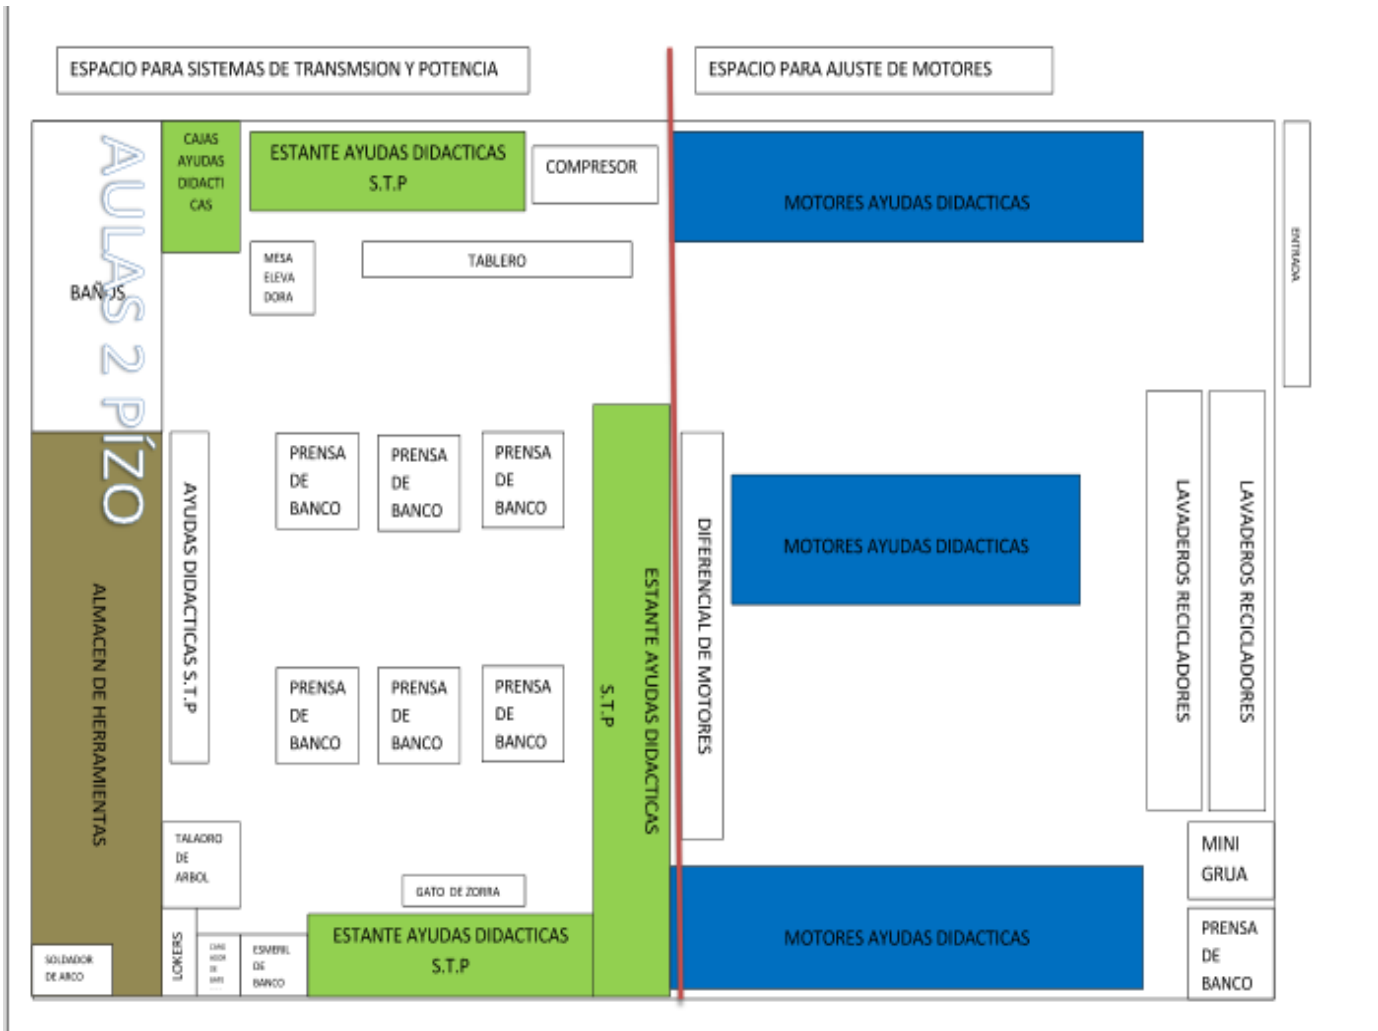 ESPACIO PARA SISTEMAS DE TRANSMSION Y POTENCIA
ESPACIO PARA AJUSTE DE MOTORES
AULAS 2 PÍZO
BAÑOS
CAJAS
AYUDAS
DIDACTI
CAS
ESTANTE AYUDAS DIDACTICAS
S.T.P
COMPRESOR
MOTORES AYUDAS DIDACTICAS
ENTRADA
MESA
ELEVA
DORA
TABLERO
ALMACEN DE HERRAMIENTAS
AYUDAS DIDACTICAS S.T.P
PRENSA
DE
BANCO
PRENSA
DE
BANCO
PRENSA
DE
BANCO
PRENSA
DE
BANCO
PRENSA
DE
BANCO
PRENSA
DE
BANCO
ESTANTE AYUDAS DIDACTICAS
S.T.P
DIFERENCIAL DE MOTORES
MOTORES AYUDAS DIDACTICAS
LAVADEROS RECICLADORES
LAVADEROS RECICLADORES
TALADRO
DE
ARBOL
GATO DE ZORRA
MINI
GRUA
SOLDADOR
DE ARCO
LOKERS
DE
ESMERIL
DE
BANCO
ESTANTE AYUDAS DIDACTICAS
S.T.P
MOTORES AYUDAS DIDACTICAS
PRENSA
DE
BANCO